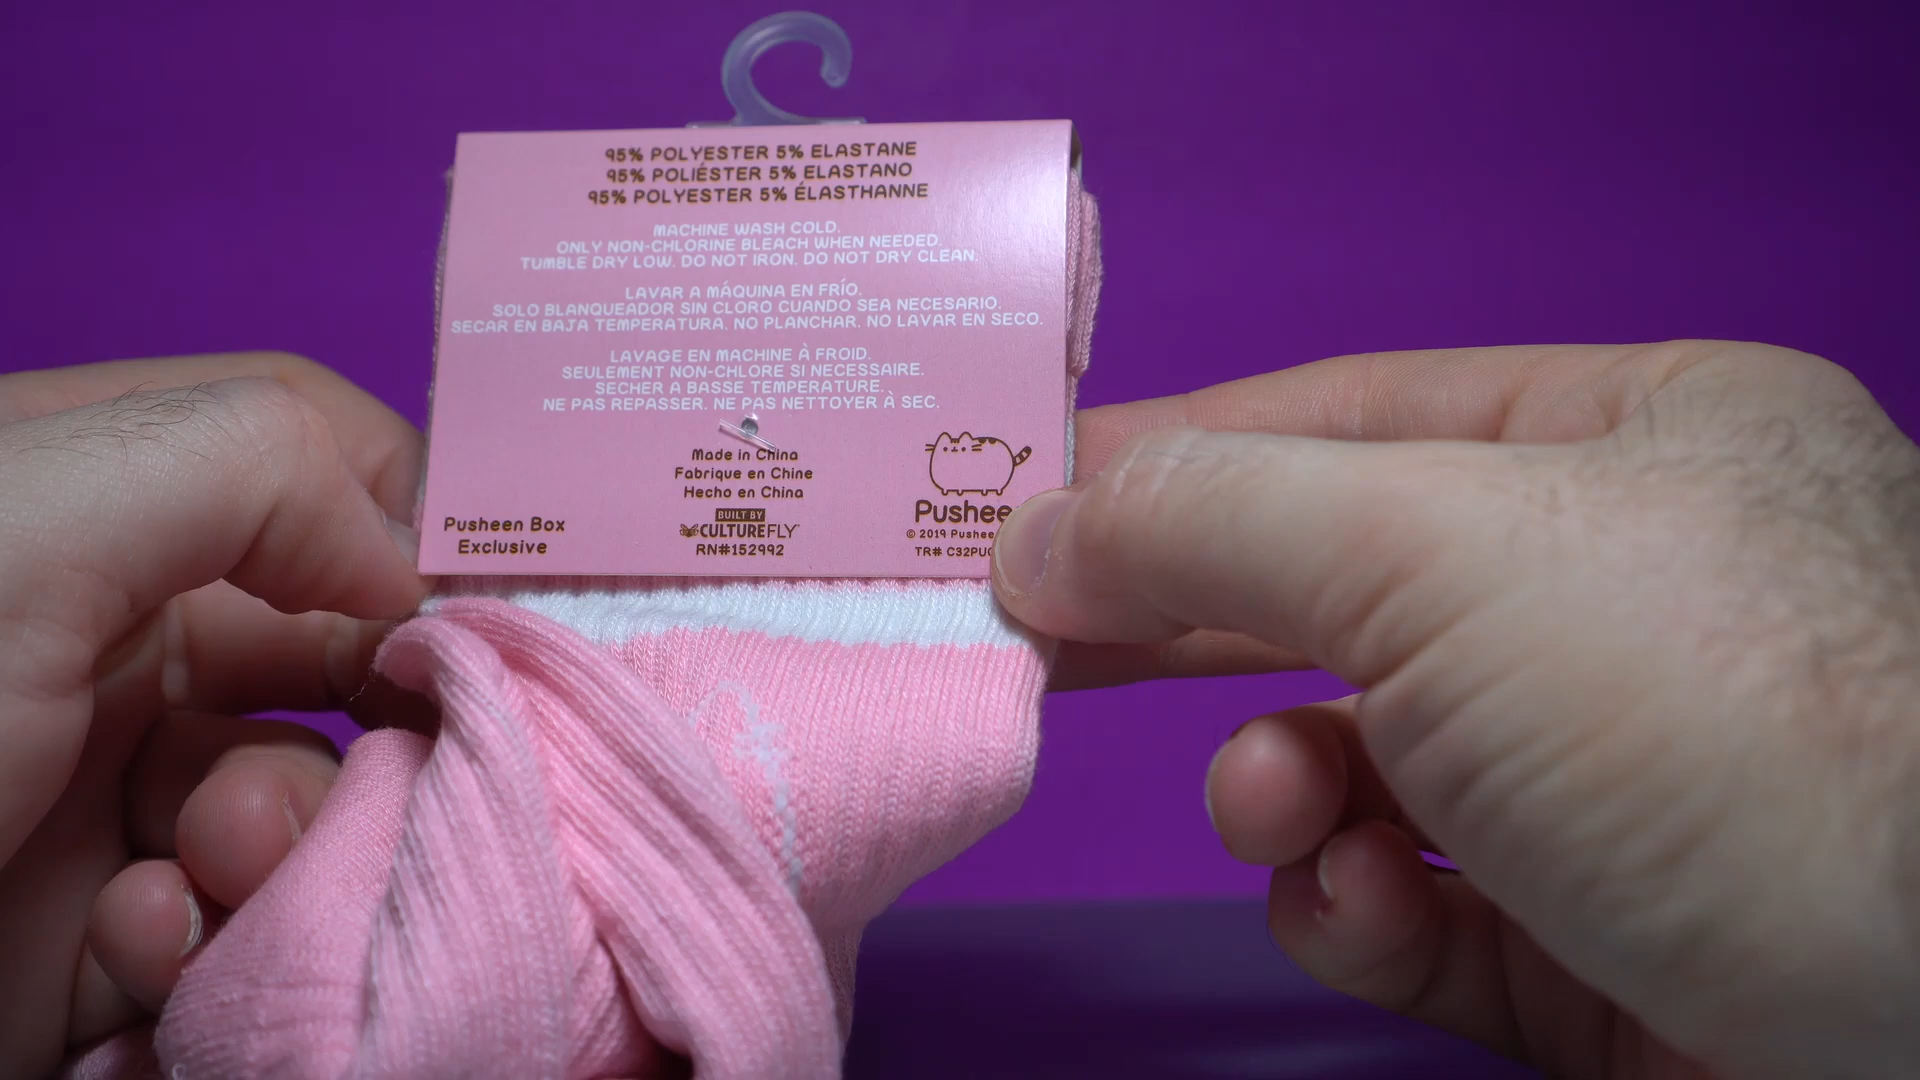 95% POLYESTER 5% ELASTANE
95% POLIÉSTER 5% ELASTANO
95% POLYESTER 5% ÉLASTHANNE
MACHINE WASH COLD.
ONLY NON-CHLORINE BLEACH WHEN NEEDED.
TUMBLE DRY LOW. DO NOT IRON. DO NOT DRY CLEAN.
LAVAR A MÁQUINA EN FRÍO.
SOLO BLANQUEADOR SIN CLORO CUANDO SEA NECESARIO.
SECAR EN BAJA TEMPERATURA. NO PLANCHAR. NO LAVAR EN SECO.
LAVAGE EN MACHINE À FROID.
SEULEMENT NON-CHLORE SI NECESSAIRE.
SECHER A BASSE TEMPERATURE.
NE PAS REPASSER. NE PAS NETTOYER À SEC.
Made in China
Fabrique en Chine
Hecho en China
Pusheen Box
Exclusive
BUILT BY
CULTUREFLY
RN#152992
© 2019
TR#